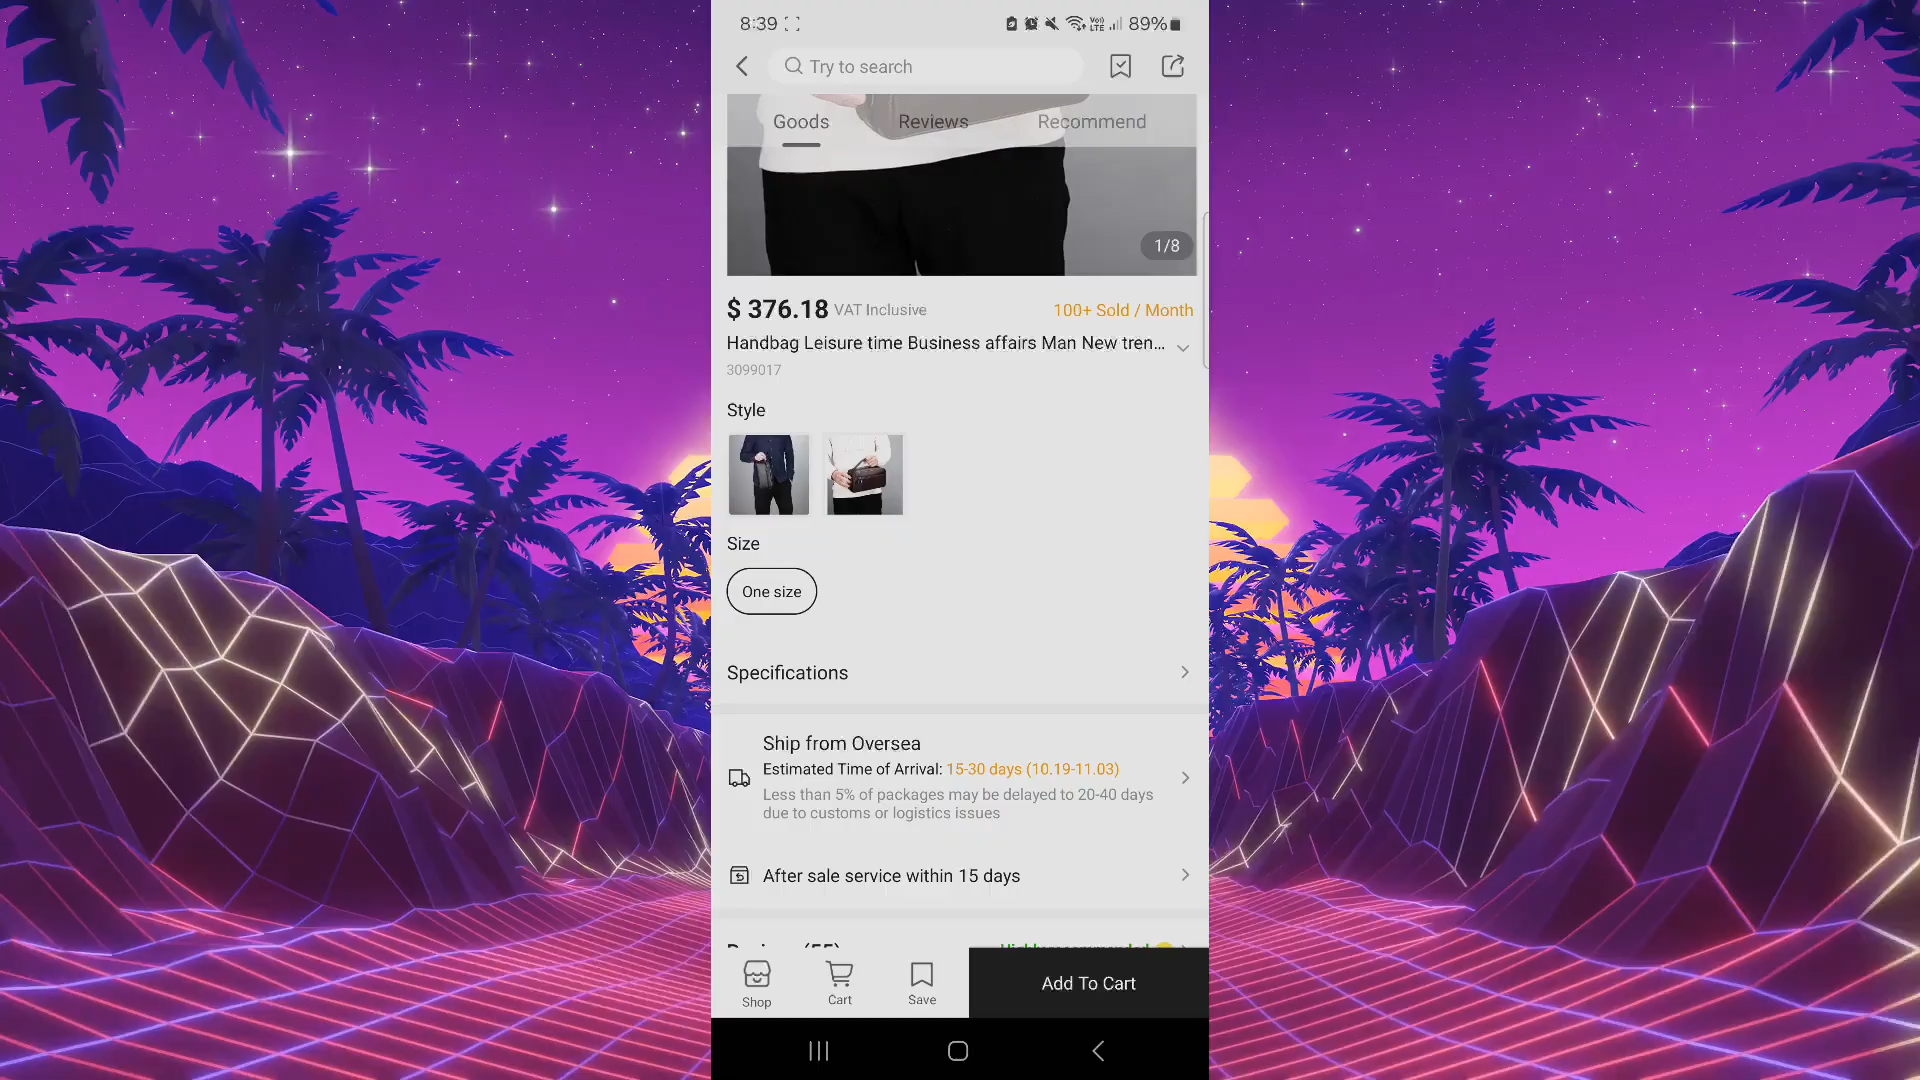 8:39
Vo))
LTE
89%
Try to search
Goods
Reviews
Recommend
1/8
$ 376.18 VAT Inclusive
100+ Sold / Month
Handbag Leisure time Business affairs Man New tren...
3099017
Style
Size
One size
Specifications
Ship from Oversea
Estimated Time of Arrival: 15-30 days (10.19-11.03)
Less than 5% of packages may be delayed to 20-40 days
due to customs or logistics issues
After sale service within 15 days
Shop
Cart
Save
Add To Cart